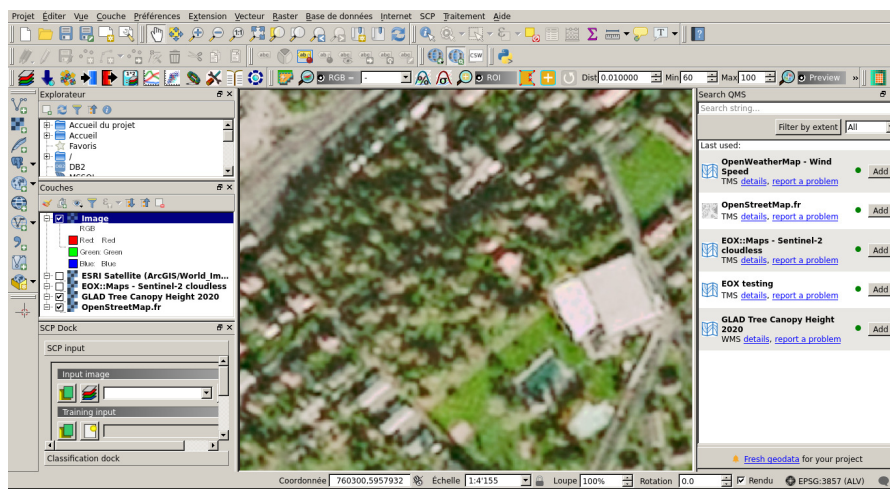 Projet Éditer Vue Couche Préférences Extension Vecteur Raster Base de données Internet SCP Traitement Aide
csw
RGB = - ROI Dist 0.010000 Min 60 Max 100 Preview »
Explorateur
Accueil du projet
Accueil
Favoris
/
DB2
Couches
Image
RGB
Red: Red
Green: Green
Blue: Blue
ESRI Satellite (ArcGIS/World_Im...
EOX::Maps - Sentinel-2 cloudless
GLAD Tree Canopy Height 2020
OpenStreetMap.fr
SCP Dock
SCP input
Input image
Training input
Classification dock
Search QMS
Search string...
Filter by extent All
Last used:
OpenWeatherMap - Wind
Speed
TMS details, report a problem
Add
OpenStreetMap.fr
TMS details, report a problem
Add
EOX::Maps - Sentinel-2
cloudless
TMS details, report a problem
Add
EOX testing
TMS details, report a problem
Add
GLAD Tree Canopy Height
2020
WMS details, report a problem
Add
Fresh geodata for your project
Coordonnée 760300,5957932 Échelle 1:4'155 Loupe 100% Rotation 0.0 Rendu EPSG:3857 (ALV)